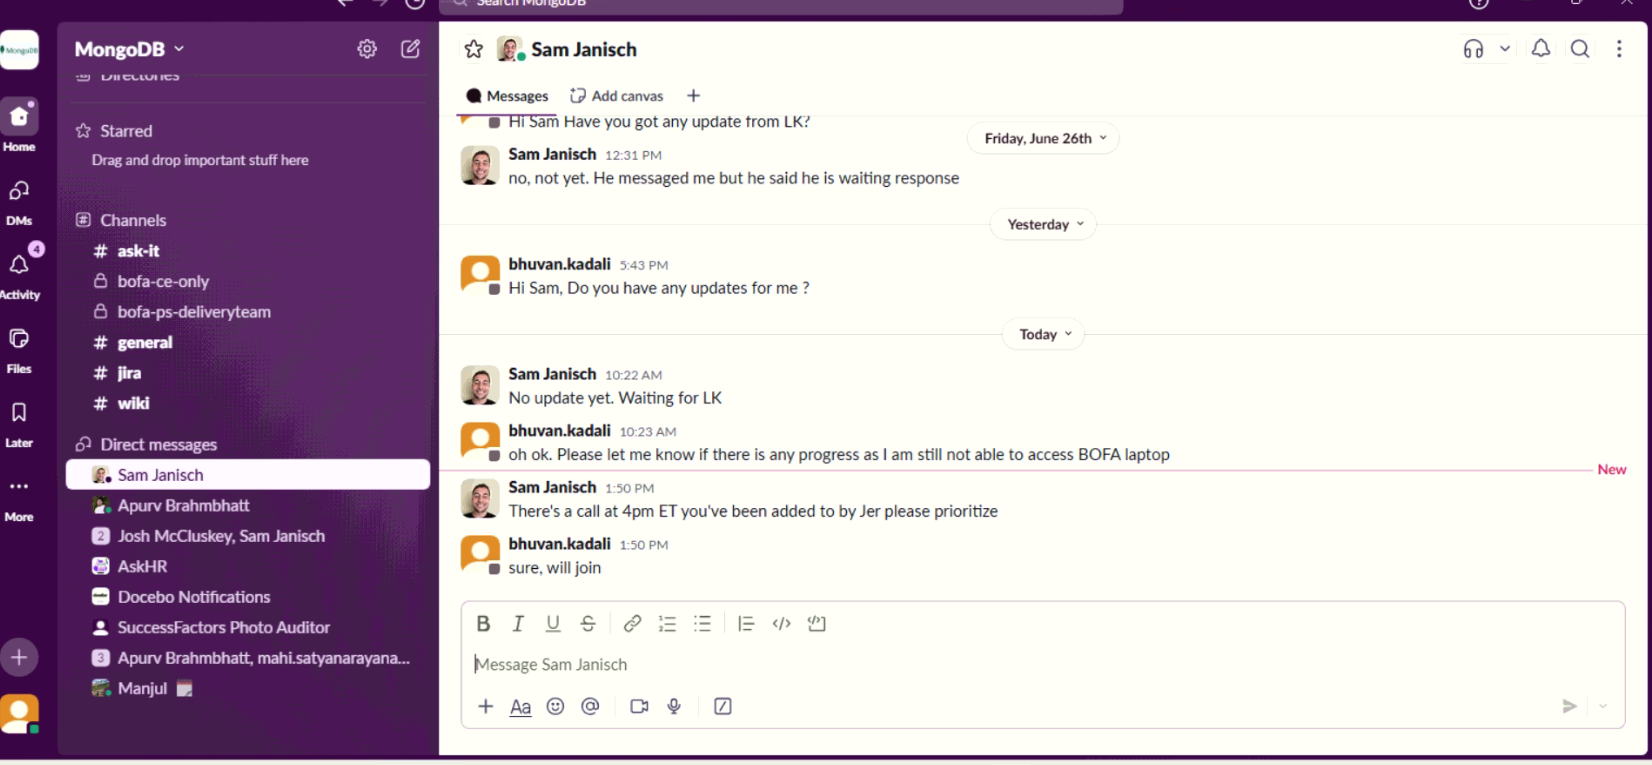 Search MongoDB
MongoDB
MongoDB
Directories
Starred
Drag and drop important stuff here
Channels
# ask-it
bofa-ce-only
bofa-ps-deliveryteam
# general
# jira
# wiki
Direct messages
Sam Janisch
Apurv Brahmbhatt
2 Josh McCluskey, Sam Janisch
AskHR
Docebo Notifications
SuccessFactors Photo Auditor
3 Apurv Brahmbhatt, mahi.satyanarayana...
Manjul
Home
DMs
4
Activity
Files
Later
More
Sam Janisch
Messages
Add canvas
Hi Sam Have you got any update from LK?
Friday, June 26th
Sam Janisch 12:31 PM
no, not yet. He messaged me but he said he is waiting response
Yesterday
bhuvan.kadali 5:43 PM
Hi Sam, Do you have any updates for me ?
Today
Sam Janisch 10:22 AM
No update yet. Waiting for LK
bhuvan.kadali 10:23 AM
oh ok. Please let me know if there is any progress as I am still not able to access BOFA laptop
New
Sam Janisch 1:50 PM
There's a call at 4pm ET you've been added to by Jer please prioritize
bhuvan.kadali 1:50 PM
sure, will join
B I U S
Message Sam Janisch
Aa